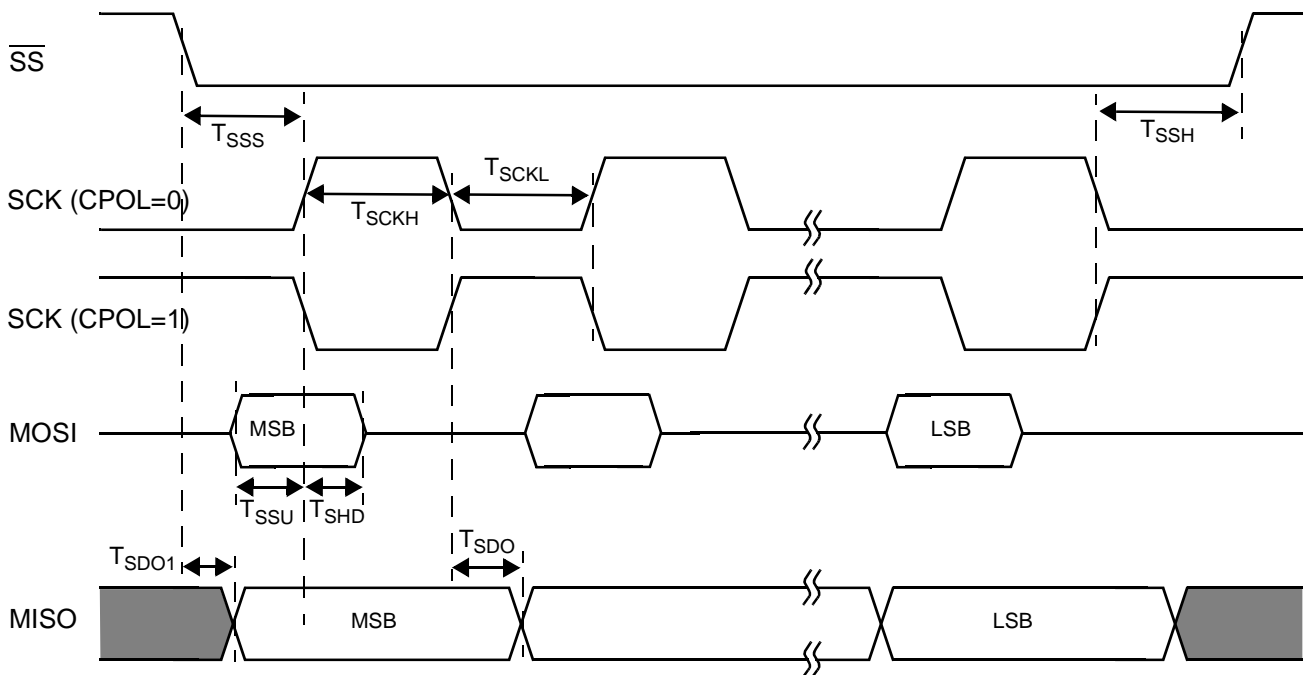 SS
TSSS
TSSH
SCK (CPOL=0)
TSCKH
TSCKL
SCK (CPOL=1)
MOSI
MSB
LSB
TSSU
TSHD
TSDO1
TSDO
MISO
MSB
LSB